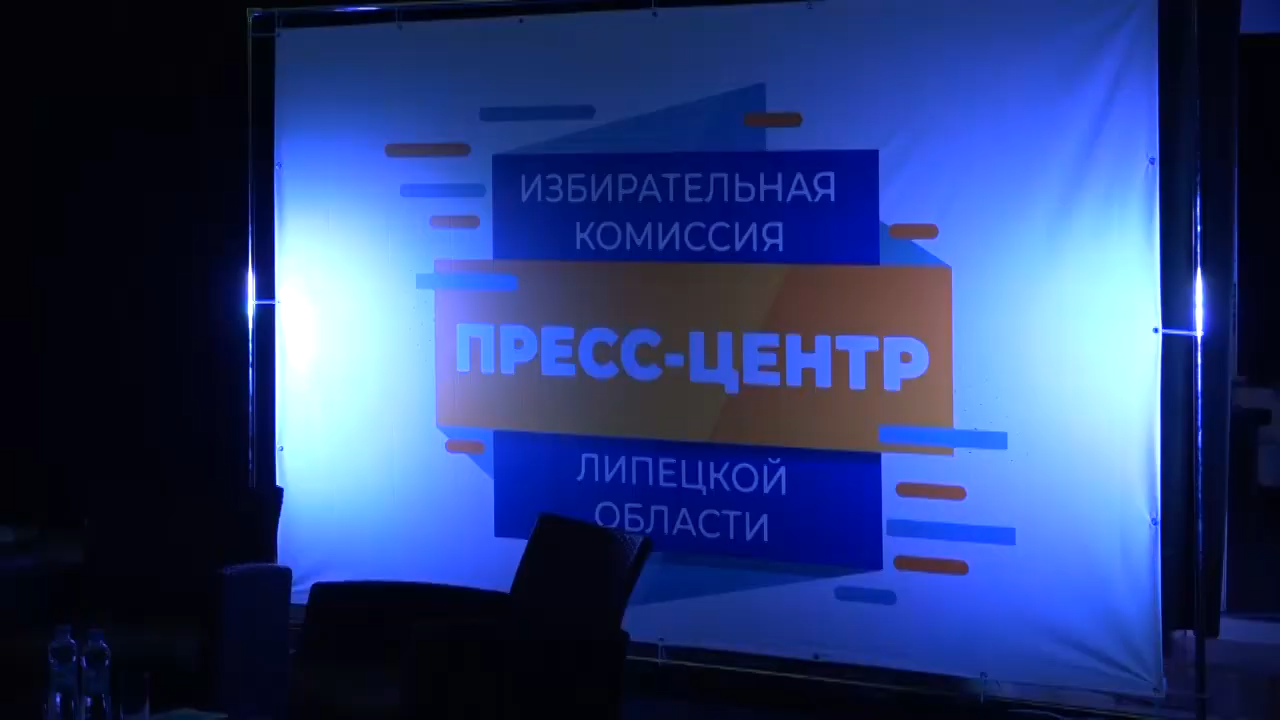 ИЗБИРАТЕЛЬНАЯ
КОМИССИЯ
ПРЕСС-ЦЕНТР
ЛИПЕЦКОЙ
ОБЛАСТИ